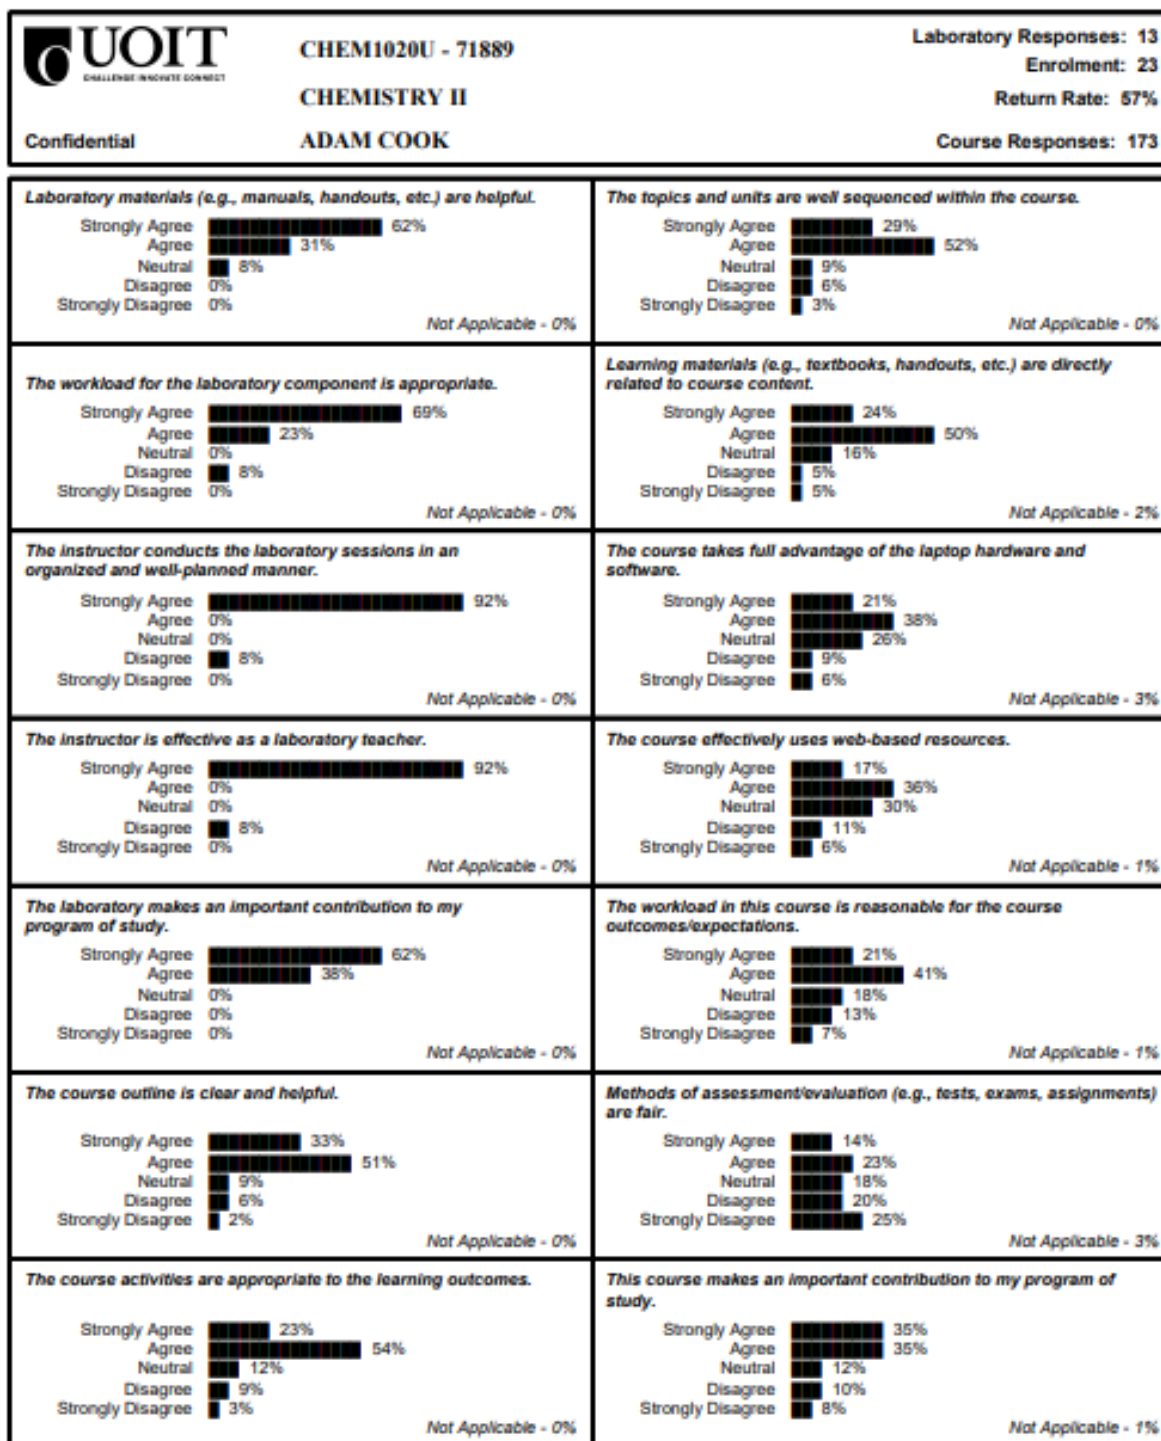 UOIT
CHALLENGE INNOVATE CONNECT
CHEM1020U - 71889
CHEMISTRY II
ADAM COOK
Confidential
Laboratory Responses: 13
Enrolment: 23
Return Rate: 57%
Course Responses: 173
Laboratory materials (e.g., manuals, handouts, etc.) are helpful.
Strongly Agree 62%
Agree 31%
Neutral 8%
Disagree 0%
Strongly Disagree 0%
Not Applicable - 0%
The topics and units are well sequenced within the course.
Strongly Agree 29%
Agree 52%
Neutral 9%
Disagree 6%
Strongly Disagree 3%
Not Applicable - 0%
The workload for the laboratory component is appropriate.
Strongly Agree 69%
Agree 23%
Neutral 0%
Disagree 8%
Strongly Disagree 0%
Not Applicable - 0%
Learning materials (e.g., textbooks, handouts, etc.) are directly
related to course content.
Strongly Agree 24%
Agree 50%
Neutral 16%
Disagree 5%
Strongly Disagree 5%
Not Applicable - 2%
The instructor conducts the laboratory sessions in an
organized and well-planned manner.
Strongly Agree 92%
Agree 0%
Neutral 0%
Disagree 8%
Strongly Disagree 0%
Not Applicable - 0%
The course takes full advantage of the laptop hardware and
software.
Strongly Agree 21%
Agree 38%
Neutral 26%
Disagree 9%
Strongly Disagree 6%
Not Applicable - 3%
The instructor is effective as a laboratory teacher.
Strongly Agree 92%
Agree 0%
Neutral 0%
Disagree 8%
Strongly Disagree 0%
Not Applicable - 0%
The course effectively uses web-based resources.
Strongly Agree 17%
Agree 36%
Neutral 30%
Disagree 11%
Strongly Disagree 6%
Not Applicable - 1%
The laboratory makes an important contribution to my
program of study.
Strongly Agree 62%
Agree 38%
Neutral 0%
Disagree 0%
Strongly Disagree 0%
Not Applicable - 0%
The workload in this course is reasonable for the course
outcomes/expectations.
Strongly Agree 21%
Agree 41%
Neutral 18%
Disagree 13%
Strongly Disagree 7%
Not Applicable - 1%
The course outline is clear and helpful.
Strongly Agree 33%
Agree 51%
Neutral 9%
Disagree 6%
Strongly Disagree 2%
Not Applicable - 0%
Methods of assessment/evaluation (e.g., tests, exams, assignments)
are fair.
Strongly Agree 14%
Agree 23%
Neutral 18%
Disagree 20%
Strongly Disagree 25%
Not Applicable - 3%
The course activities are appropriate to the learning outcomes.
Strongly Agree 23%
Agree 54%
Neutral 12%
Disagree 9%
Strongly Disagree 3%
Not Applicable - 0%
This course makes an important contribution to my program of
study.
Strongly Agree 35%
Agree 35%
Neutral 12%
Disagree 10%
Strongly Disagree 8%
Not Applicable - 1%